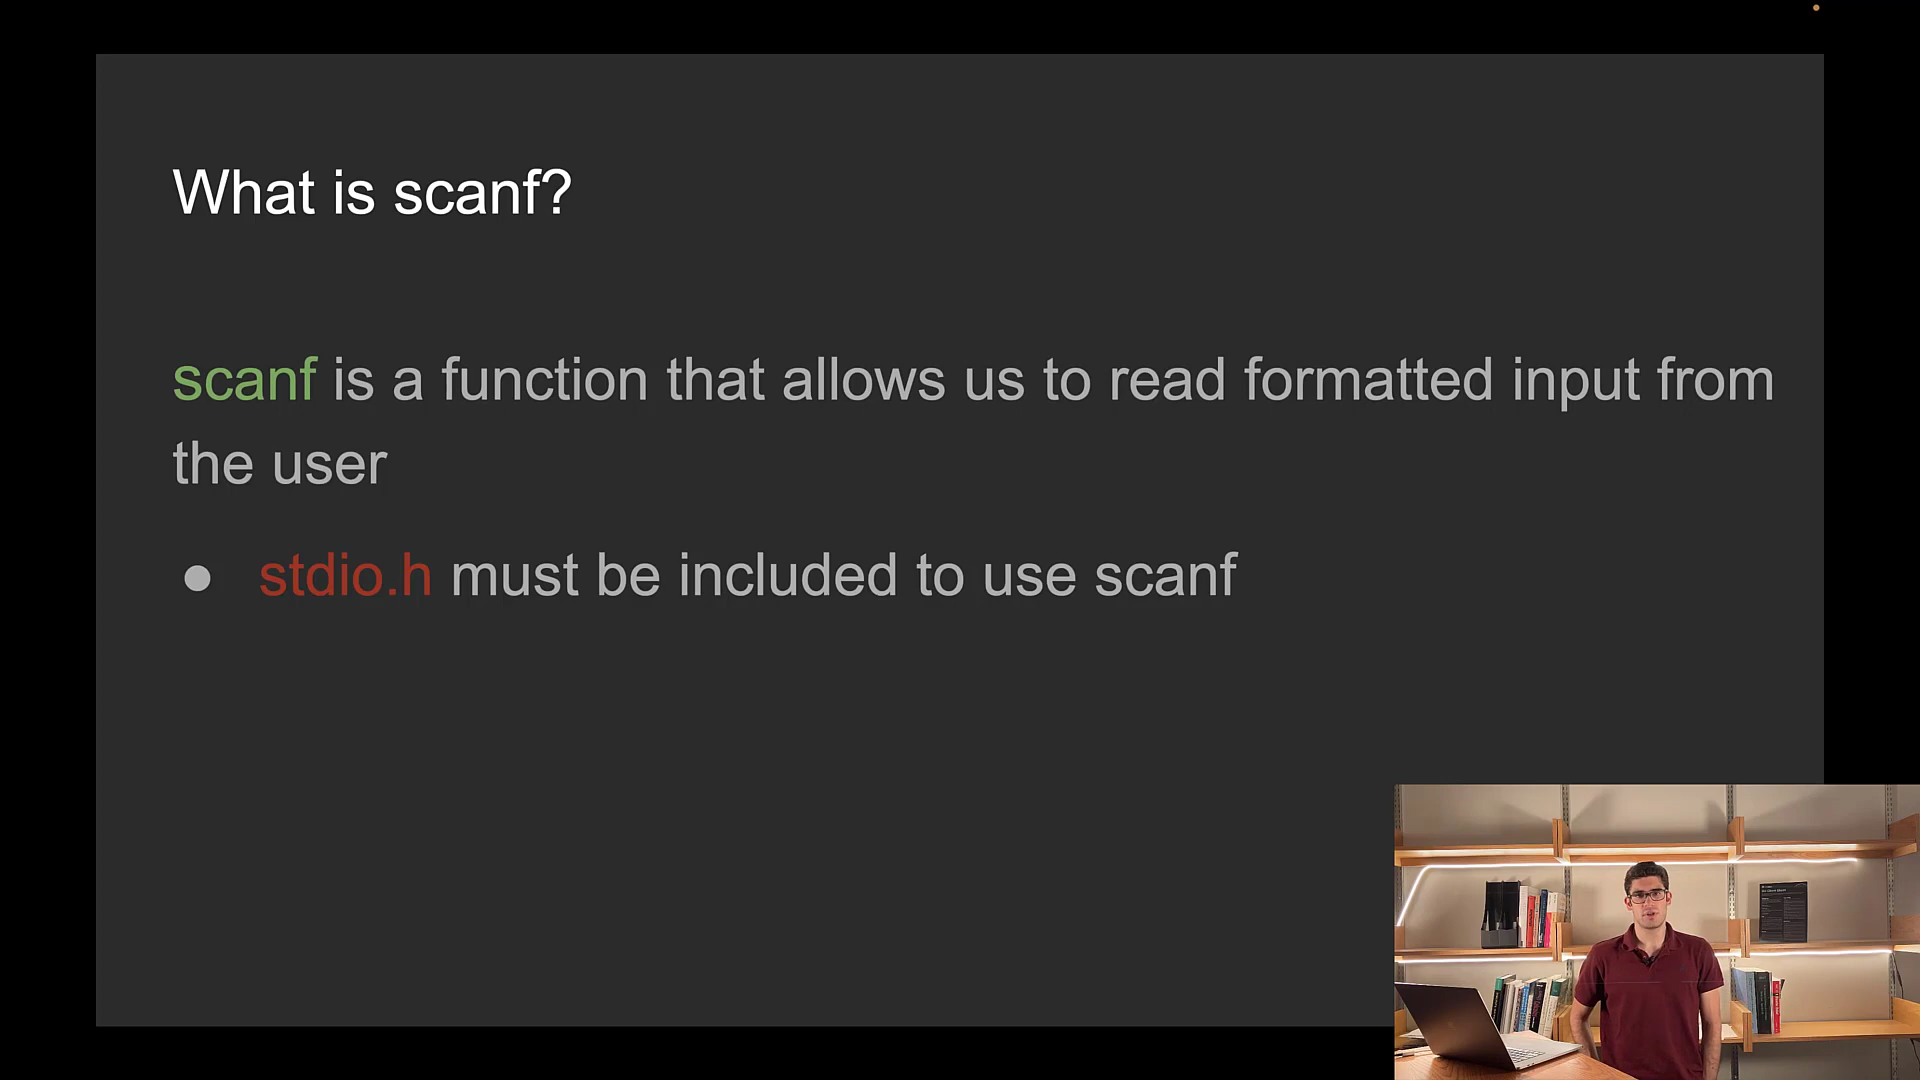 What is scanf?
scanf is a function that allows us to read formatted input from
the user
● stdio.h must be included to use scanf